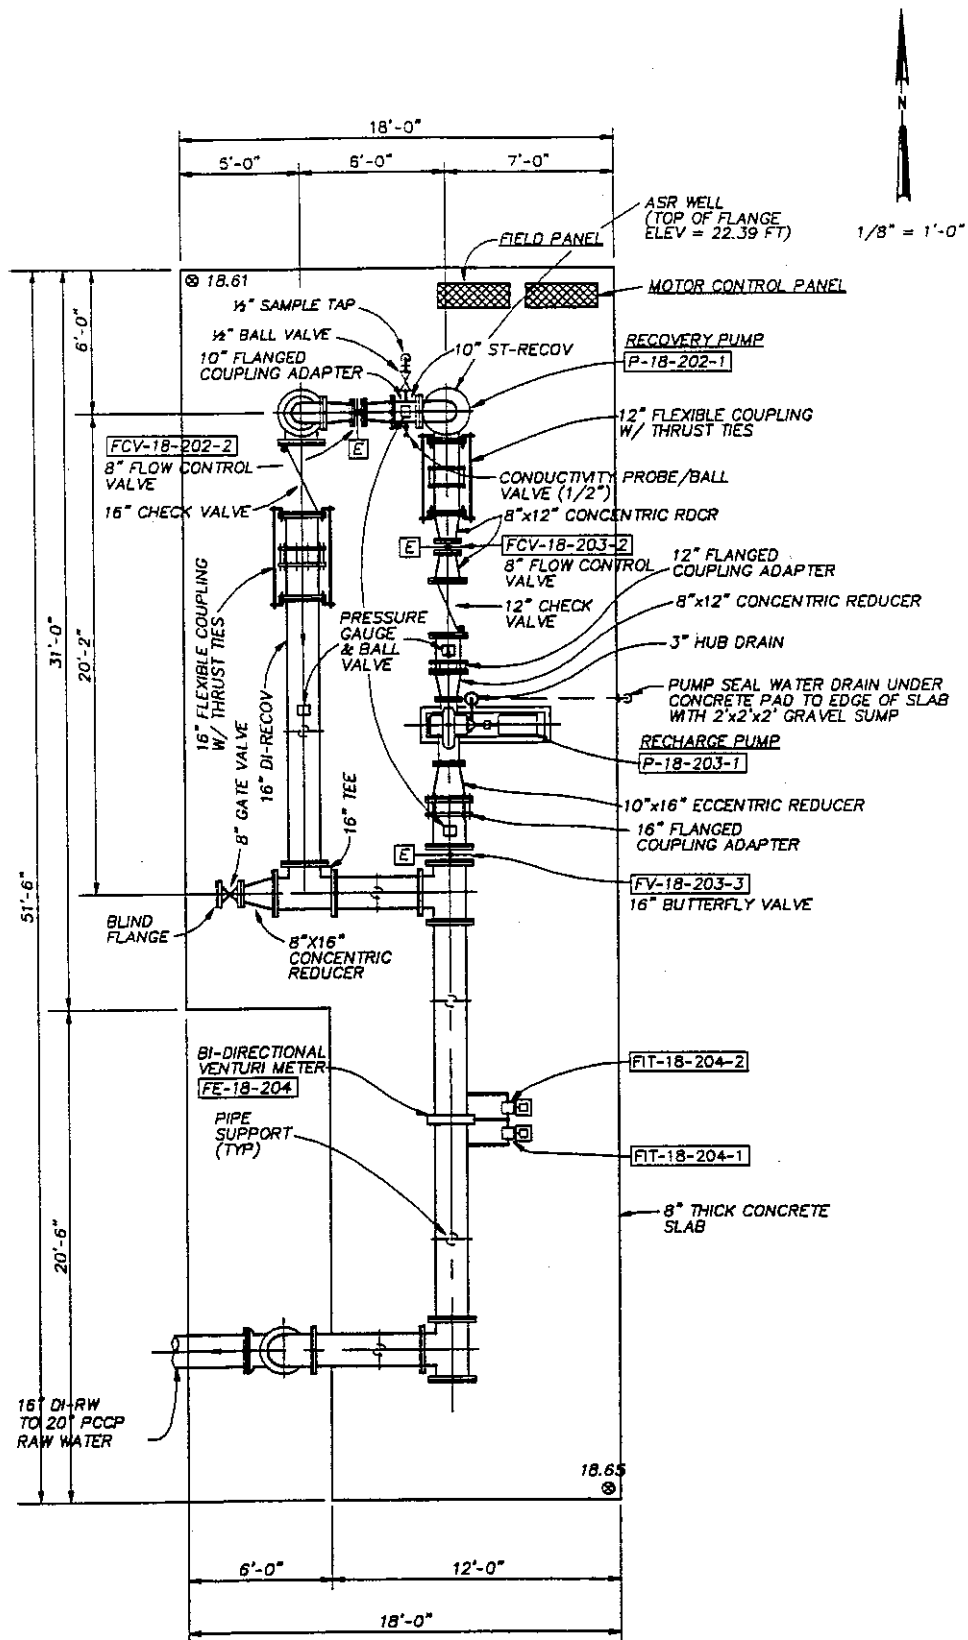 N
1/8" = 1'-0"
18'-0"
5'-0"
6'-0"
7'-0"
ASR WELL
(TOP OF FLANGE
ELEV = 22.39 FT)
FIELD PANEL
MOTOR CONTROL PANEL
18.61
½" SAMPLE TAP
½" BALL VALVE
10" FLANGED
COUPLING ADAPTER
10" ST-RECOV
RECOVERY PUMP
P-18-202-1
12" FLEXIBLE COUPLING
W/ THRUST TIES
FCV-18-202-2
8" FLOW CONTROL
VALVE
E
16" CHECK VALVE
CONDUCTIVITY PROBE/BALL
VALVE (1/2")
8"x12" CONCENTRIC RDCR
E
FCV-18-203-2
8" FLOW CONTROL
VALVE
12" FLANGED
COUPLING ADAPTER
12" CHECK
VALVE
8"x12" CONCENTRIC REDUCER
3" HUB DRAIN
PRESSURE
GAUGE
& BALL
VALVE
PUMP SEAL WATER DRAIN UNDER
CONCRETE PAD TO EDGE OF SLAB
WITH 2'x2'x2' GRAVEL SUMP
RECHARGE PUMP
P-18-203-1
16" FLEXIBLE COUPLING
W/ THRUST TIES
16" DI-RECOV
8" GATE VALVE
16" TEE
10"x16" ECCENTRIC REDUCER
16" FLANGED
COUPLING ADAPTER
E
FV-18-203-3
16" BUTTERFLY VALVE
BLIND
FLANGE
8"X16"
CONCENTRIC
REDUCER
6'-0"
20'-2"
31'-0"
51'-6"
20'-6"
BI-DIRECTIONAL
VENTURI METER
FE-18-204
FIT-18-204-2
PIPE
SUPPORT
(TYP)
FIT-18-204-1
8" THICK CONCRETE
SLAB
16" DI-RW
TO 20" PCCP
RAW WATER
18.65
6'-0"
12'-0"
18'-0"